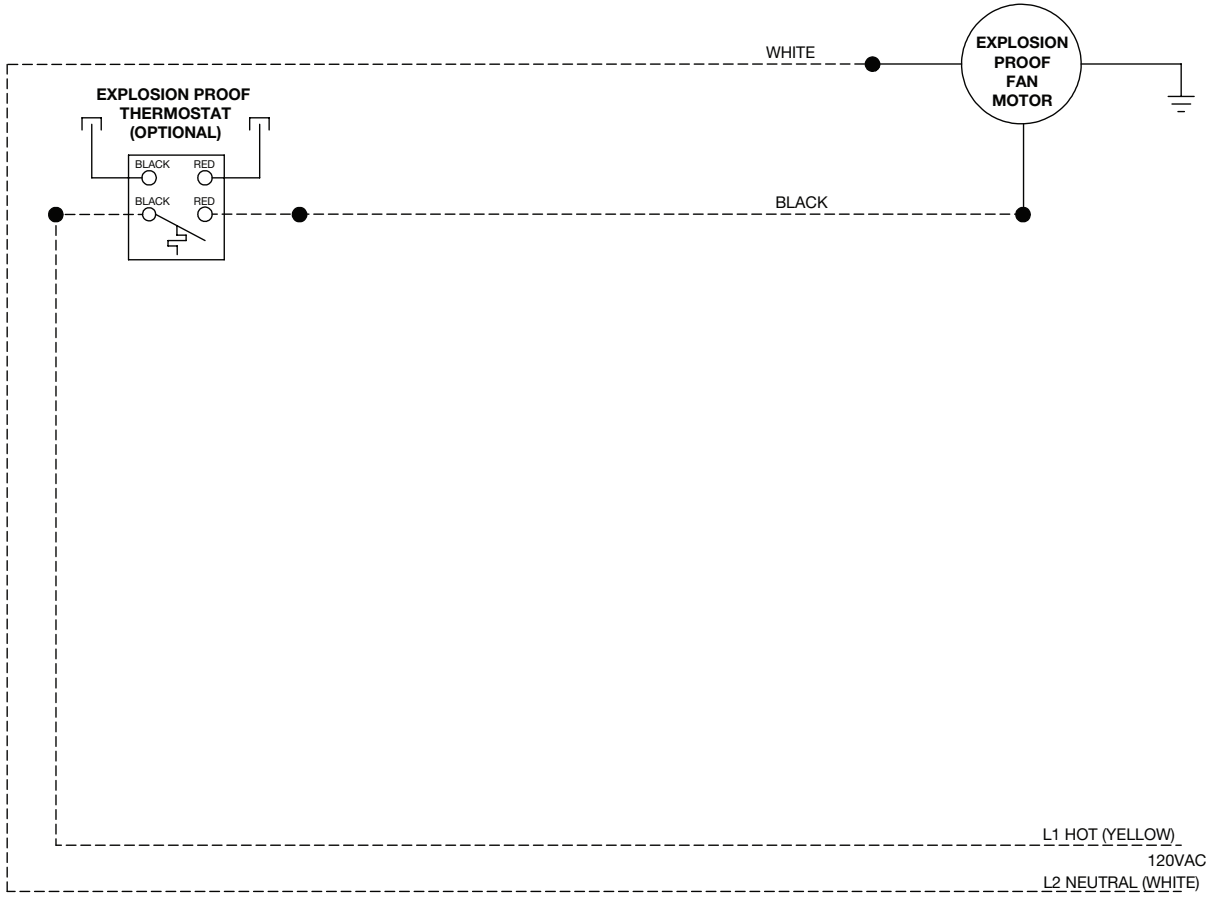 WHITE
EXPLOSION
PROOF
FAN
MOTOR
EXPLOSION PROOF
THERMOSTAT
(OPTIONAL)
BLACK RED
BLACK RED
BLACK
L1 HOT (YELLOW)
120VAC
L2 NEUTRAL (WHITE)